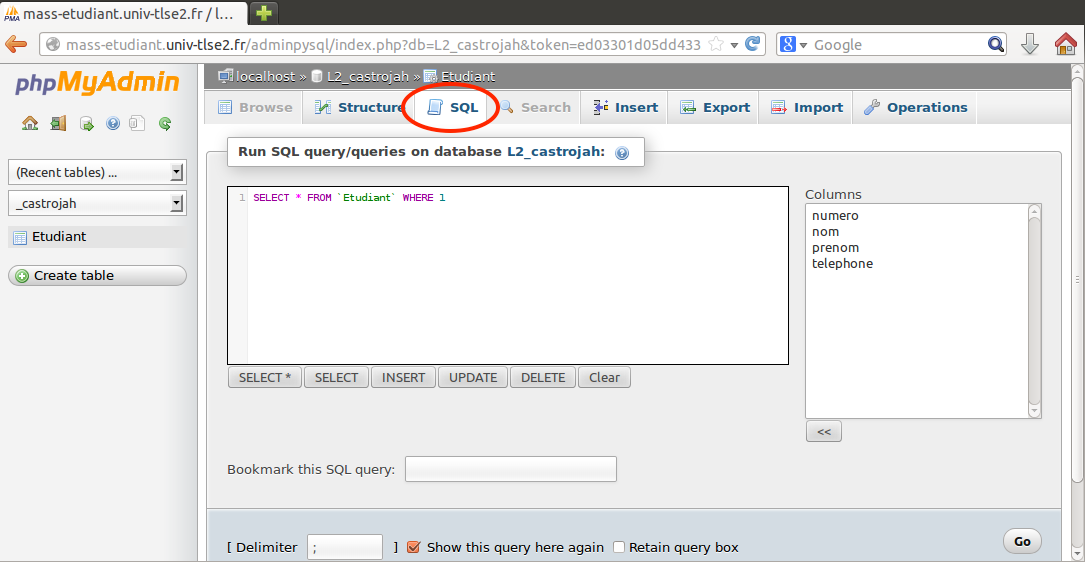 mass-etudiant.univ-tlse2.fr / l...
PMA
mass-etudiant.univ-tlse2.fr/adminpysql/index.php?db=L2_castrojah&token=ed03301d05dd433
Google
phpMyAdmin
localhost » L2_castrojah » Etudiant
Browse Structure SQL Search Insert Export Import Operations
(Recent tables) ...
_castrojah
Etudiant
Create table
Run SQL query/queries on database L2_castrojah:
1 SELECT * FROM `Etudiant` WHERE 1
Columns
numero
nom
prenom
telephone
SELECT * SELECT INSERT UPDATE DELETE Clear
<<
Bookmark this SQL query:
[ Delimiter ; ] Show this query here again Retain query box
Go